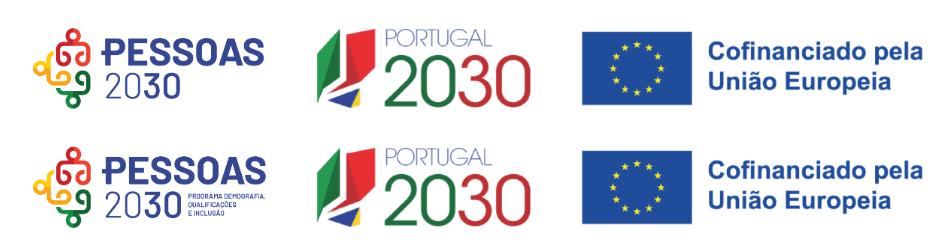 PESSOAS
2030
PORTUGAL
2030
Cofinanciado pela
União Europeia
PESSOAS
2030
PROGRAMA DEMOGRAFIA,
QUALIFICAÇÕES
E INCLUSÃO
PORTUGAL
2030
Cofinanciado pela
União Europeia